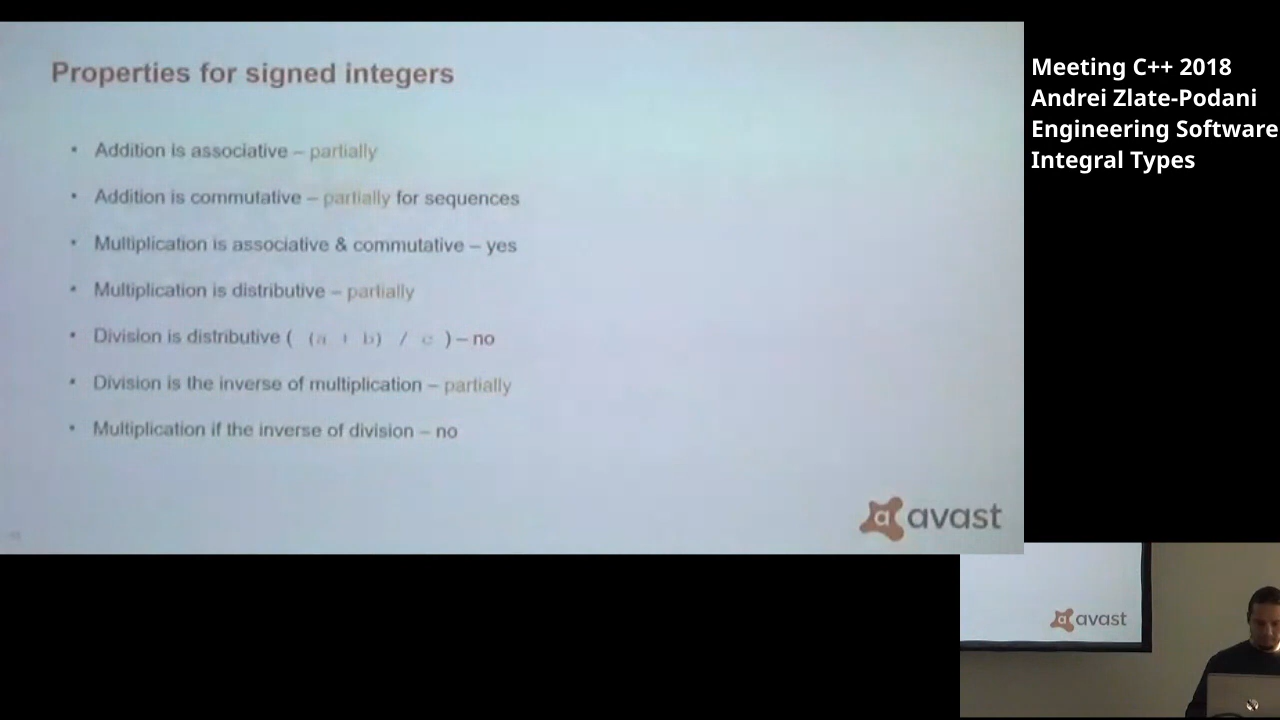 Properties for signed integers
• Addition is associative – partially
• Addition is commutative – partially for sequences
• Multiplication is associative & commutative – yes
• Multiplication is distributive – partially
• Division is distributive ( (a + b) / c ) – no
• Division is the inverse of multiplication – partially
• Multiplication if the inverse of division – no
avast
Meeting C++ 2018
Andrei Zlate-Podani
Engineering Software
Integral Types
avast